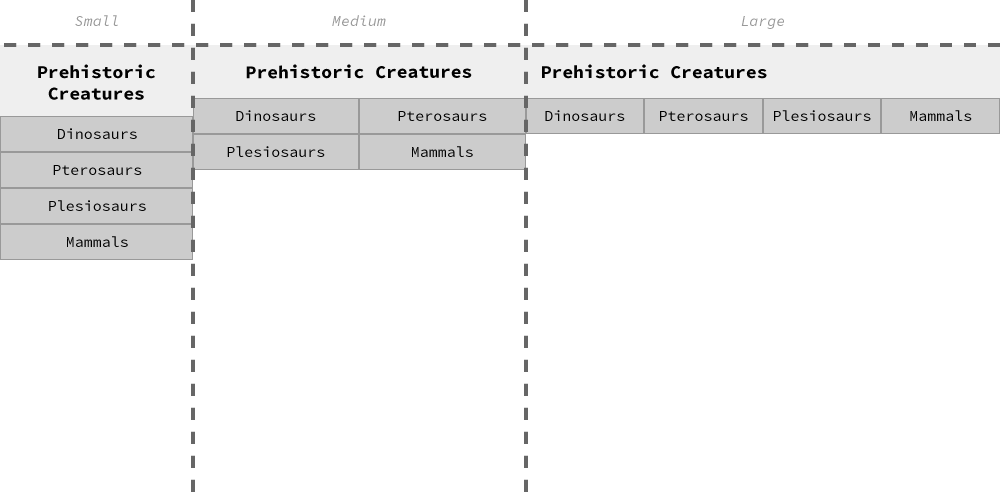 Small
Prehistoric
Creatures
Dinosaurs
Pterosaurs
Plesiosaurs
Mammals
Medium
Prehistoric Creatures
Dinosaurs Pterosaurs
Plesiosaurs Mammals
Large
Prehistoric Creatures
Dinosaurs Pterosaurs Plesiosaurs Mammals